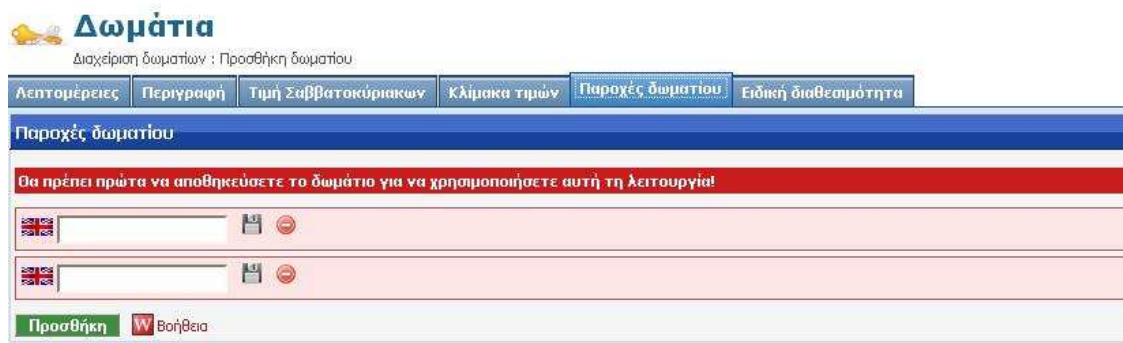 Δωμάτια
Διαχείριση δωματίων : Προσθήκη δωματίου
Λεπτομέρειες Περιγραφή Τιμή Σαββατοκύριακων Κλίμακα τιμών Παροχές δωματίου Ειδική διαθεσιμότητα
Παροχές δωματίου
Θα πρέπει πρώτα να αποθηκεύσετε το δωμάτιο για να χρησιμοποιήσετε αυτή τη λειτουργία!
Προσθήκη W Βοήθεια